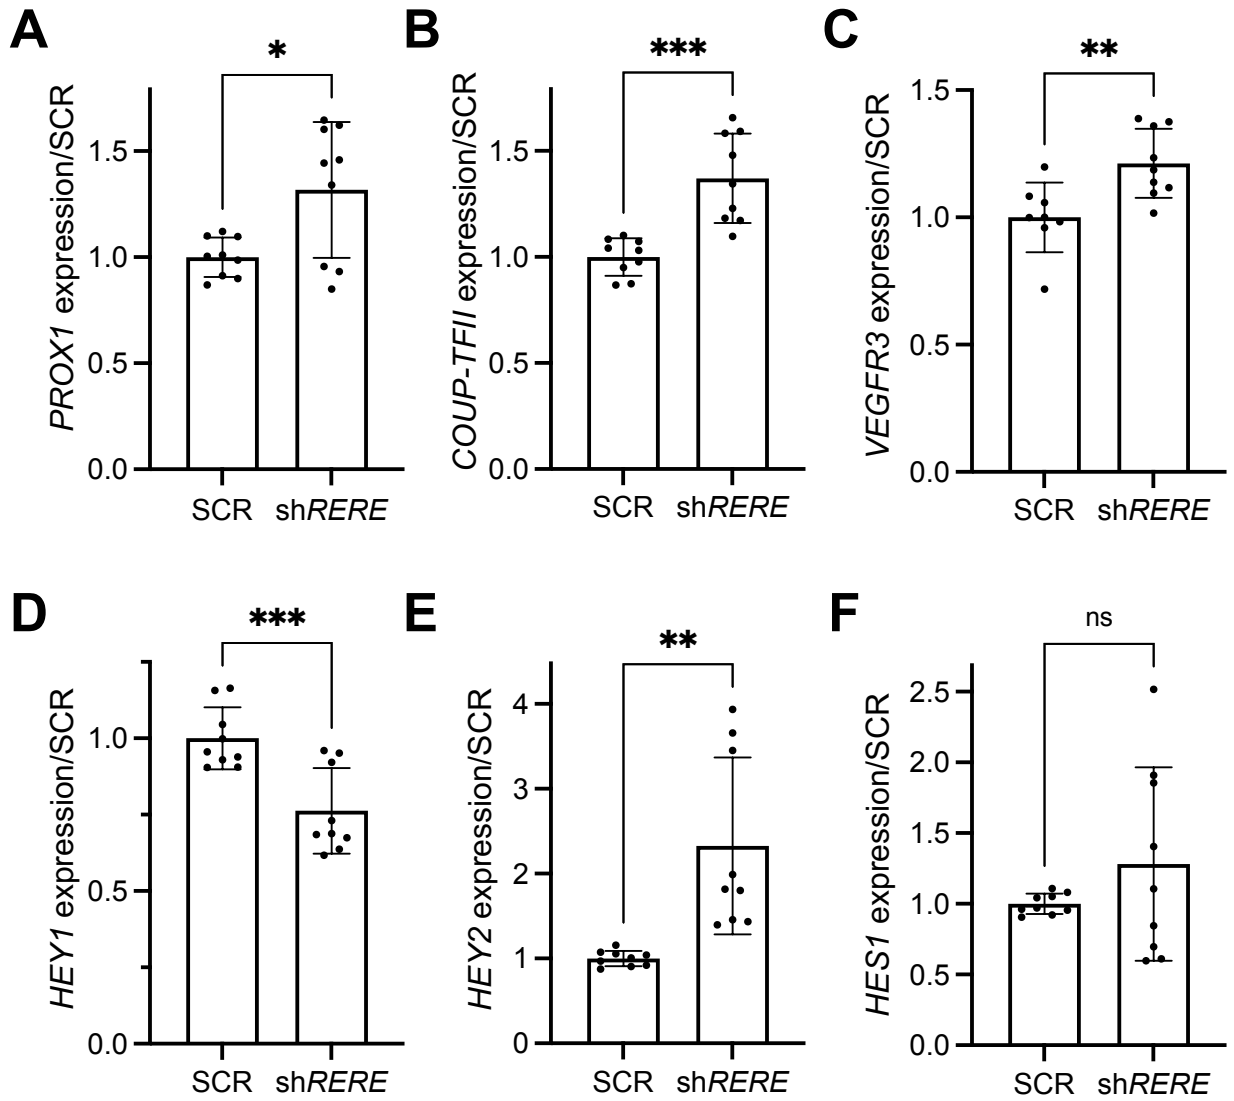 A
*
PROX1 expression/SCR
1.5
1.0
0.5
0.0
SCR shRERE
B
***
COUP-TFII expression/SCR
1.5
1.0
0.5
0.0
SCR shRERE
C
**
VEGFR3 expression/SCR
1.5
1.0
0.5
0.0
SCR shRERE
D
***
HEY1 expression/SCR
1.0
0.5
0.0
SCR shRERE
E
**
HEY2 expression/SCR
4
3
2
1
0
SCR shRERE
F
ns
HES1 expression/SCR
2.5
2.0
1.5
1.0
0.5
0.0
SCR shRERE